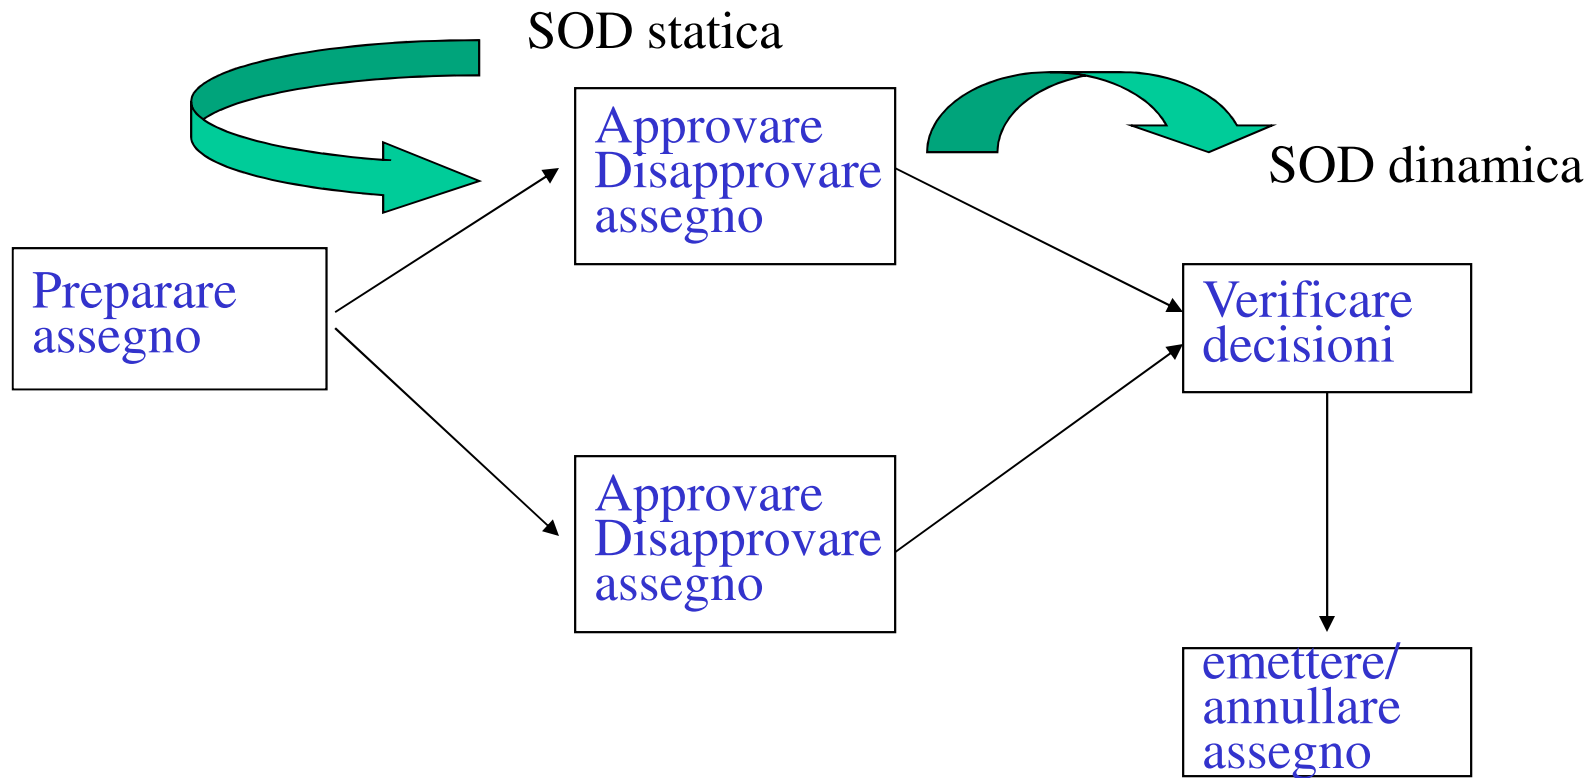 SOD statica
Approvare
Disapprovare
assegno
SOD dinamica
Preparare
assegno
Verificare
decisioni
Approvare
Disapprovare
assegno
emettere/
annullare
assegno